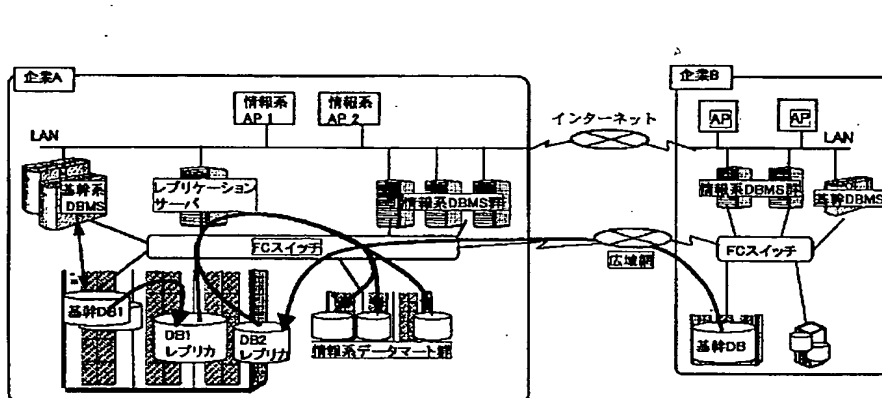 企業A
企業B
情報系
AP 1
情報系
AP 2
インターネット
AP
AP
LAN
LAN
基幹系
DBMS
レプリケーション
サーバ
情報系DBMS群
情報系DBMS群
基幹DBMS
FCスイッチ
FCスイッチ
広域網
基幹DB1
DB1
レプリカ
DB2
レプリカ
情報系データマート群
基幹DB